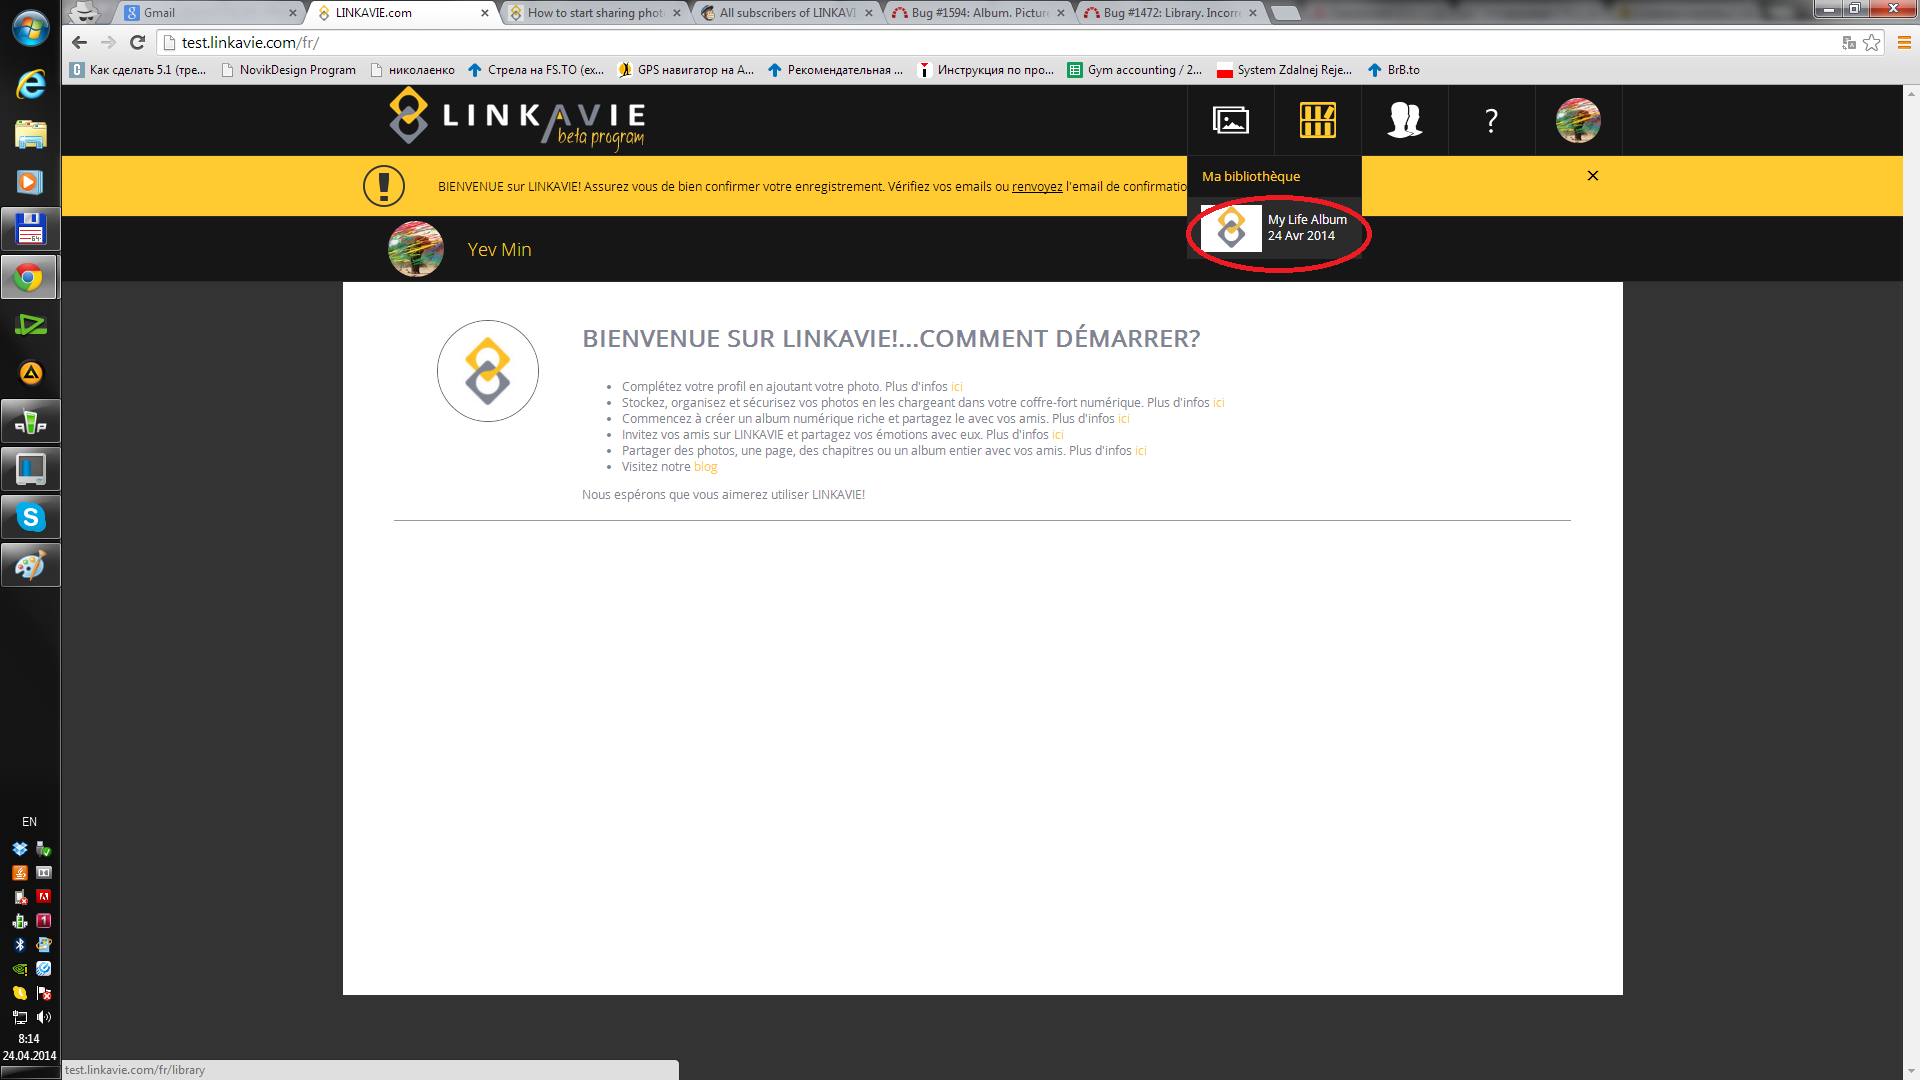 Gmail
LINKAVIE.com
How to start sharing phot
All subscribers of LINKAVI
Bug #1594: Album. Picture
Bug #1472: Library. Incorr
test.linkavie.com/fr/
Как сделать 5.1 (тре...
NovikDesign Program
николаенко
Стрела на FS.TO (ex...
GPS навигатор на А...
Рекомендательная ...
Инструкция по про...
Gym accounting / 2...
System Zdalnej Reje...
BrB.to
LINKAVIE
beta program
?
BIENVENUE sur LINKAVIE! Assurez vous de bien confirmer votre enregistrement. Vérifiez vos emails ou renvoyez l'email de confirmatio
Ma bibliothèque
My Life Album
24 Avr 2014
Yev Min
BIENVENUE SUR LINKAVIE!...COMMENT DÉMARRER?
Complétez votre profil en ajoutant votre photo. Plus d'infos ici
Stockez, organisez et sécurisez vos photos en les chargeant dans votre coffre-fort numérique. Plus d'infos ici
Commencez à créer un album numérique riche et partagez le avec vos amis. Plus d'infos ici
Invitez vos amis sur LINKAVIE et partagez vos émotions avec eux. Plus d'infos ici
Partager des photos, une page, des chapitres ou un album entier avec vos amis. Plus d'infos ici
Visitez notre blog
Nous espérons que vous aimerez utiliser LINKAVIE!
64
EN
8:14
24.04.2014
test.linkavie.com/fr/library